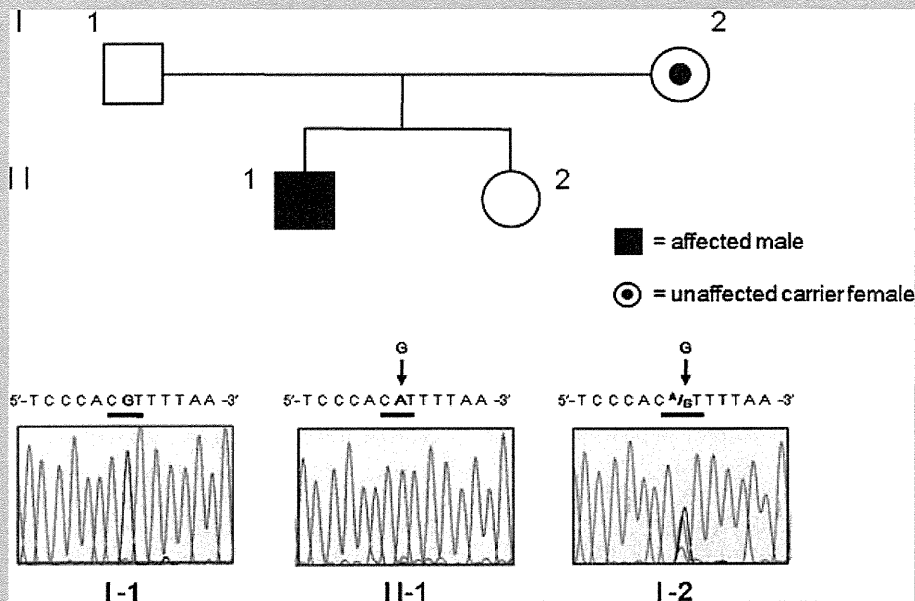 I 1 2
II 1 2
= affected male
= unaffected carrier female
G G
5'-T C C C A C G T T T T A A -3' 5'-T C C C A C A T T T T A A -3' 5'-T C C C A C A/G T T T T A A -3'
I-1 II-1 I-2